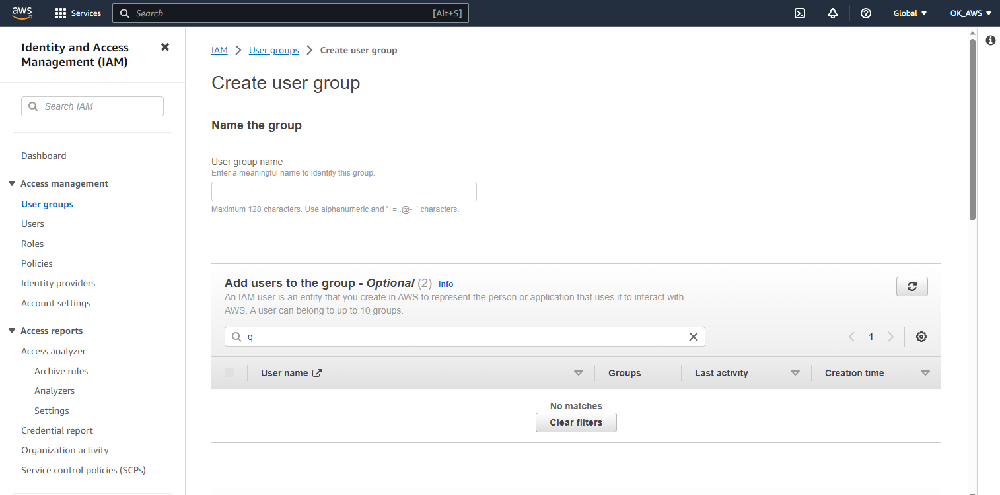 aws
Services
Search
[Alt+S]
Global
OK_AWS
Identity and Access
Management (IAM)
Search IAM
Dashboard
Access management
User groups
Users
Roles
Policies
Identity providers
Account settings
Access reports
Access analyzer
Archive rules
Analyzers
Settings
Credential report
Organization activity
Service control policies (SCPs)
IAM
User groups
Create user group
Create user group
Name the group
User group name
Enter a meaningful name to identify this group.
Maximum 128 characters. Use alphanumeric and '+=,.@-_' characters.
Add users to the group - Optional (2) Info
An IAM user is an entity that you create in AWS to represent the person or application that uses it to interact with
AWS. A user can belong to up to 10 groups.
q
1
User name
Groups
Last activity
Creation time
No matches
Clear filters